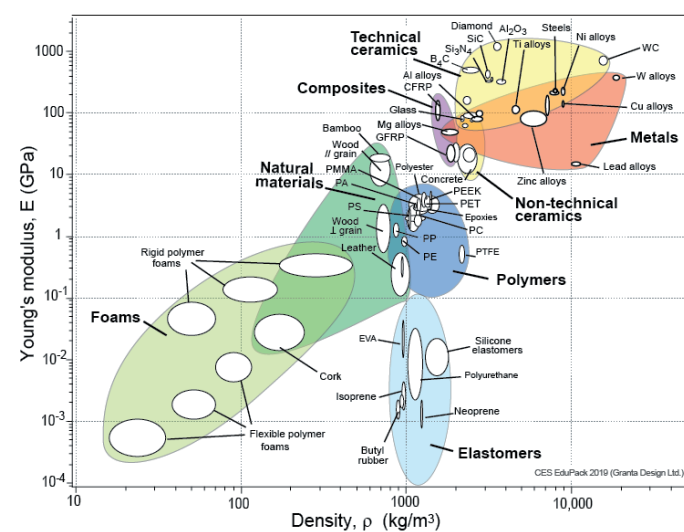 Young's modulus, E (GPa)
1000
100
10
1
10⁻¹
10⁻²
10⁻³
10⁻⁴
10
100
1000
10,000
Density, ρ (kg/m³)
Technical
ceramics
Diamond
SiC
Si₃N₄
B₄C
Al₂O₃
Steels
Ti alloys
Ni alloys
WC
W alloys
Cu alloys
Metals
Lead alloys
Zinc alloys
Composites
Al alloys
CFRP
Glass
Mg alloys
GFRP
Non-technical
ceramics
Concrete
Natural
materials
Bamboo
Wood
// grain
PMMA
PA
PS
Wood
⊥ grain
Leather
Polyester
PEEK
PET
Epoxies
PC
PP
PE
PTFE
Polymers
Rigid polymer
foams
Foams
Cork
Flexible polymer
foams
EVA
Silicone
elastomers
Polyurethane
Isoprene
Neoprene
Butyl
rubber
Elastomers
CES EduPack 2019 (Granta Design Ltd.)